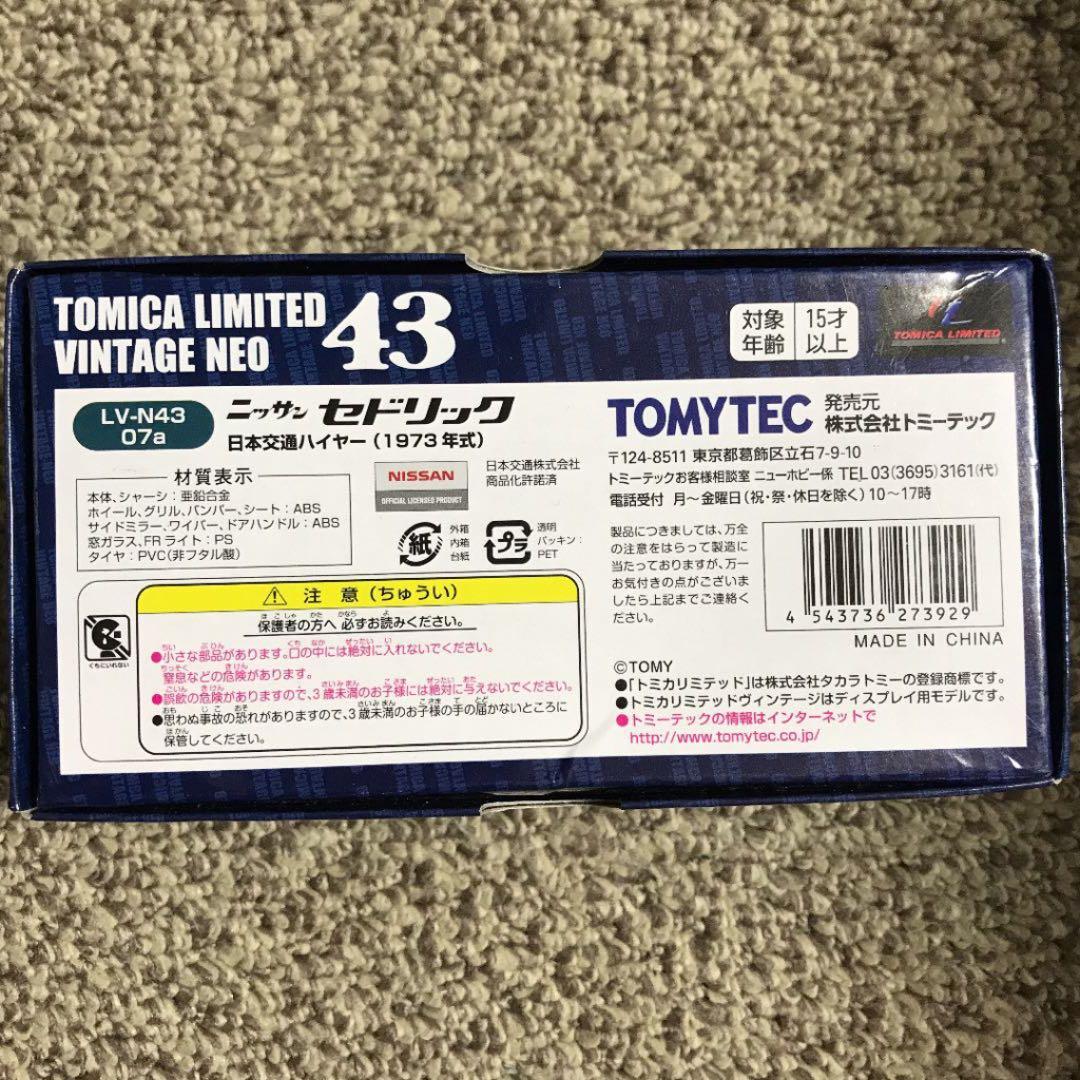 TOMICA LIMITED
VINTAGE NEO
43
対象
年齢
15才
以上
TOMICA LIMITED
LV-N43
07a
ニッサン セドリック
日本交通ハイヤー(1973年式)
材質表示
本体、シャーシ:亜鉛合金
ホイール、グリル、バンパー、シート:ABS
サイドミラー、ワイパー、ドアハンドル:ABS
窓ガラス、FRライト:PS
タイヤ:PVC(非フタル酸)
NISSAN
OFFICIAL LICENSED PRODUCT
日本交通株式会社
商品化許諾済
紙
外箱
内箱
台紙
プラ
透明
パッキン:
PET
くちにいれない
⚠ 注意(ちゅうい)
保護者の方へ 必ずお読みください。
●小さな部品があります。口の中には絶対に入れないでください。
窒息などの危険があります。
●誤飲の危険がありますので、3歳未満のお子様には絶対に与えないでください。
●思わぬ事故の恐れがありますので、3歳未満のお子様の手の届かないところに
保管してください。
TOMYTEC
発売元
株式会社トミーテック
〒124-8511 東京都葛飾区立石7-9-10
トミーテックお客様相談室 ニューホビー係 TEL 03(3695)3161(代)
電話受付 月~金曜日(祝・祭・休日を除く)10~17時
製品につきましては、万全
の注意をはらって製造に
当たっておりますが、万一
お気付きの点がございま
したら上記までご連絡く
ださい。
4 543736 273929
MADE IN CHINA
©TOMY
●「トミカリミテッド」は株式会社タカラトミーの登録商標です。
●トミカリミテッドヴィンテージはディスプレイ用モデルです。
●トミーテックの情報はインターネットで
http://www.tomytec.co.jp/